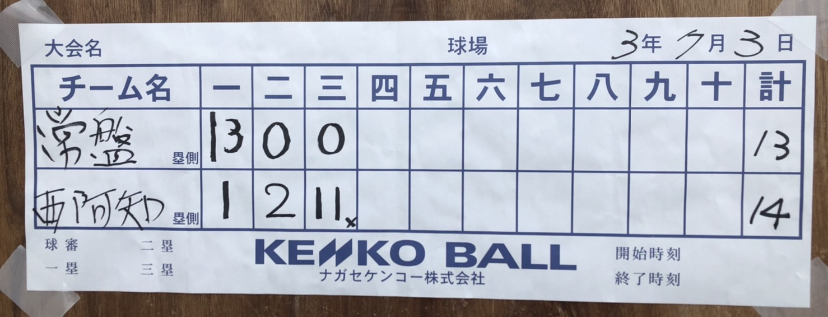 大会名 球場 3年7月3日
チーム名 一 二 三 四 五 六 七 八 九 十 計
常盤 塁側 13 0 0 13
西阿知 塁側 1 2 11x 14
球審 二塁 KENKO BALL 開始時刻
一塁 三塁 ナガセケンコー株式会社 終了時刻